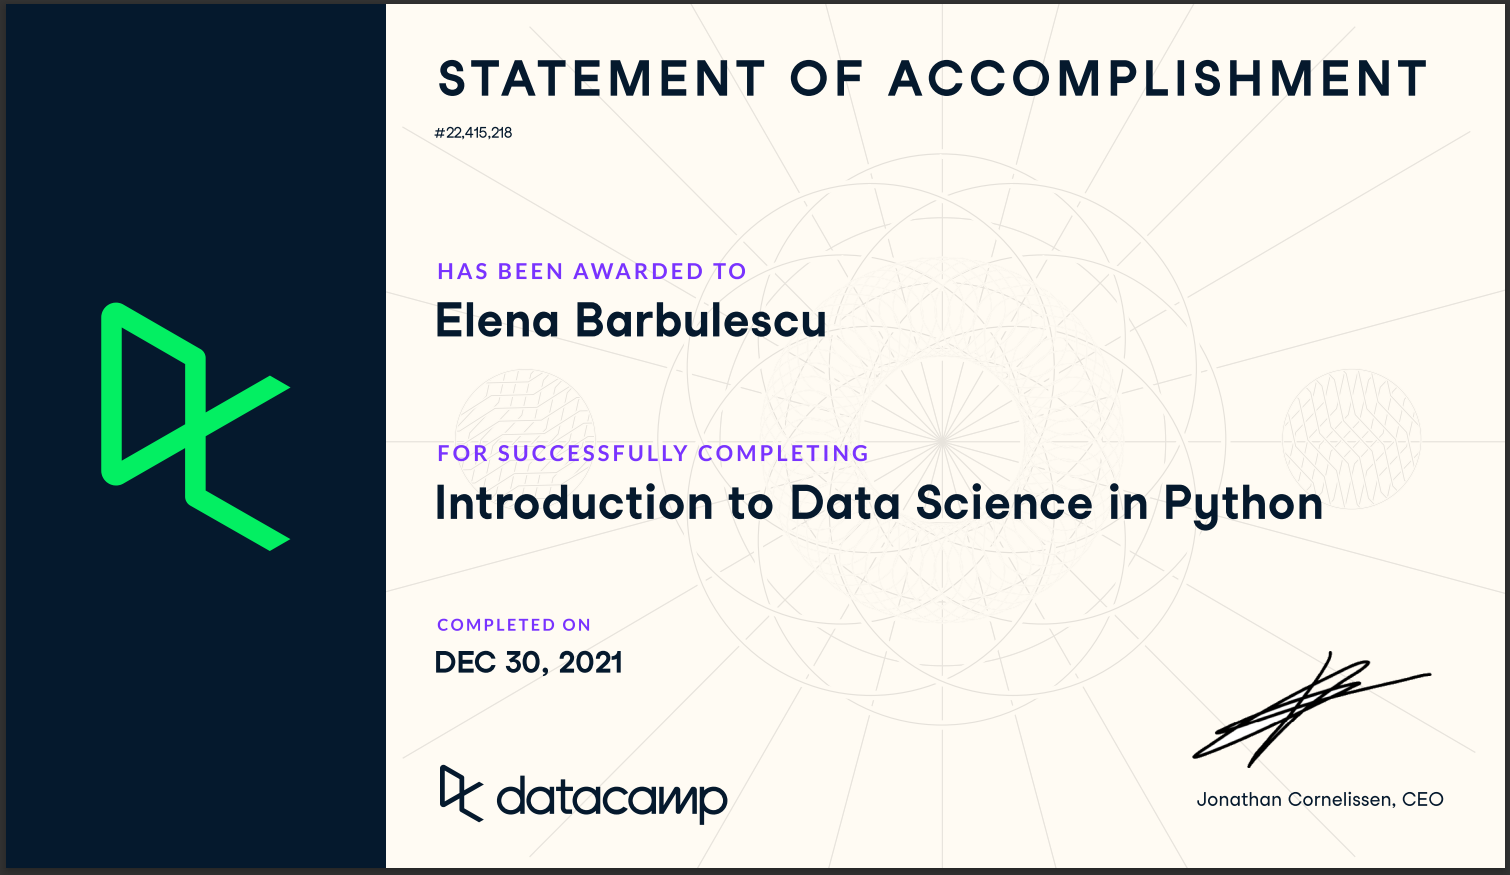 STATEMENT OF ACCOMPLISHMENT
#22,415,218
HAS BEEN AWARDED TO
Elena Barbulescu
FOR SUCCESSFULLY COMPLETING
Introduction to Data Science in Python
COMPLETED ON
DEC 30, 2021
datacamp
Jonathan Cornelissen, CEO